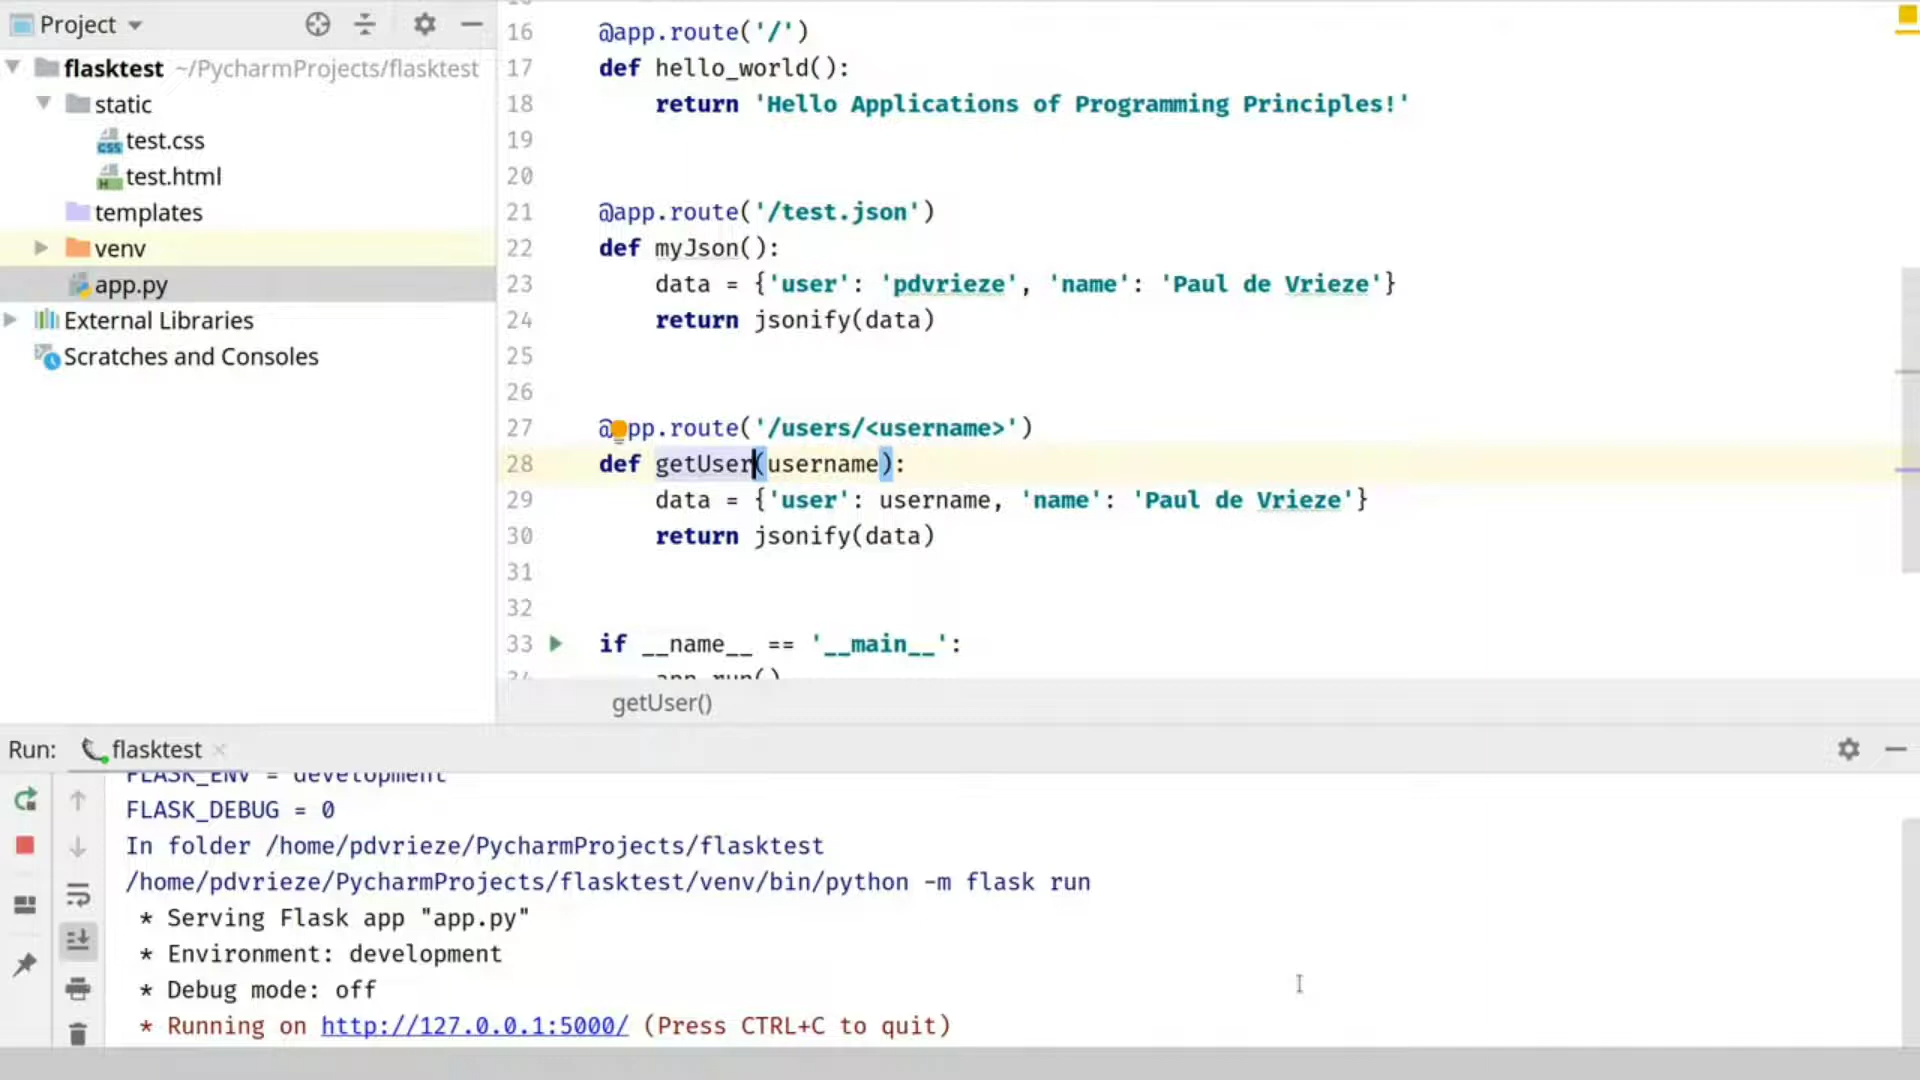 Project
flasktest ~/PycharmProjects/flasktest
static
test.css
test.html
templates
venv
app.py
External Libraries
Scratches and Consoles
16 @app.route('/')
17 def hello_world():
18 return 'Hello Applications of Programming Principles!'
19
20
21 @app.route('/test.json')
22 def myJson():
23 data = {'user': 'pdvrieze', 'name': 'Paul de Vrieze'}
24 return jsonify(data)
25
26
27 @app.route('/users/<username>')
28 def getUser(username):
29 data = {'user': username, 'name': 'Paul de Vrieze'}
30 return jsonify(data)
31
32
33 if __name__ == '__main__':
34 app.run()
getUser()
Run: flasktest
FLASK_ENV = development
FLASK_DEBUG = 0
In folder /home/pdvrieze/PycharmProjects/flasktest
/home/pdvrieze/PycharmProjects/flasktest/venv/bin/python -m flask run
* Serving Flask app "app.py"
* Environment: development
* Debug mode: off
* Running on http://127.0.0.1:5000/ (Press CTRL+C to quit)